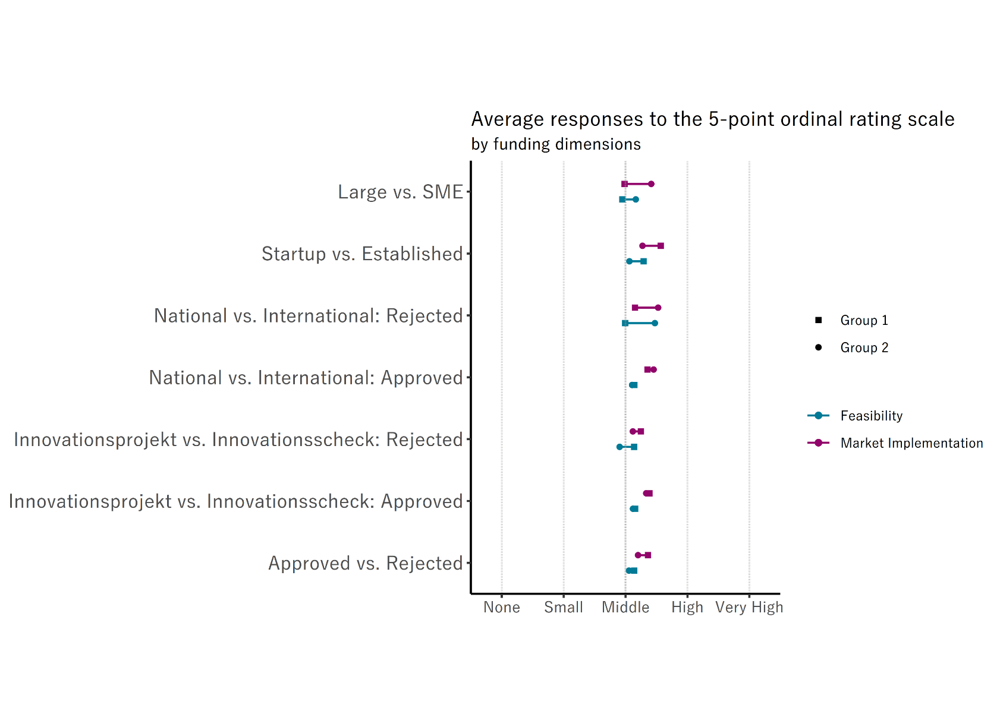 Average responses to the 5-point ordinal rating scale
by funding dimensions
Large vs. SME
Startup vs. Established
National vs. International: Rejected
National vs. International: Approved
Innovationsprojekt vs. Innovationsscheck: Rejected
Innovationsprojekt vs. Innovationsscheck: Approved
Approved vs. Rejected
None Small Middle High Very High
Group 1
Group 2
Feasibility
Market Implementation